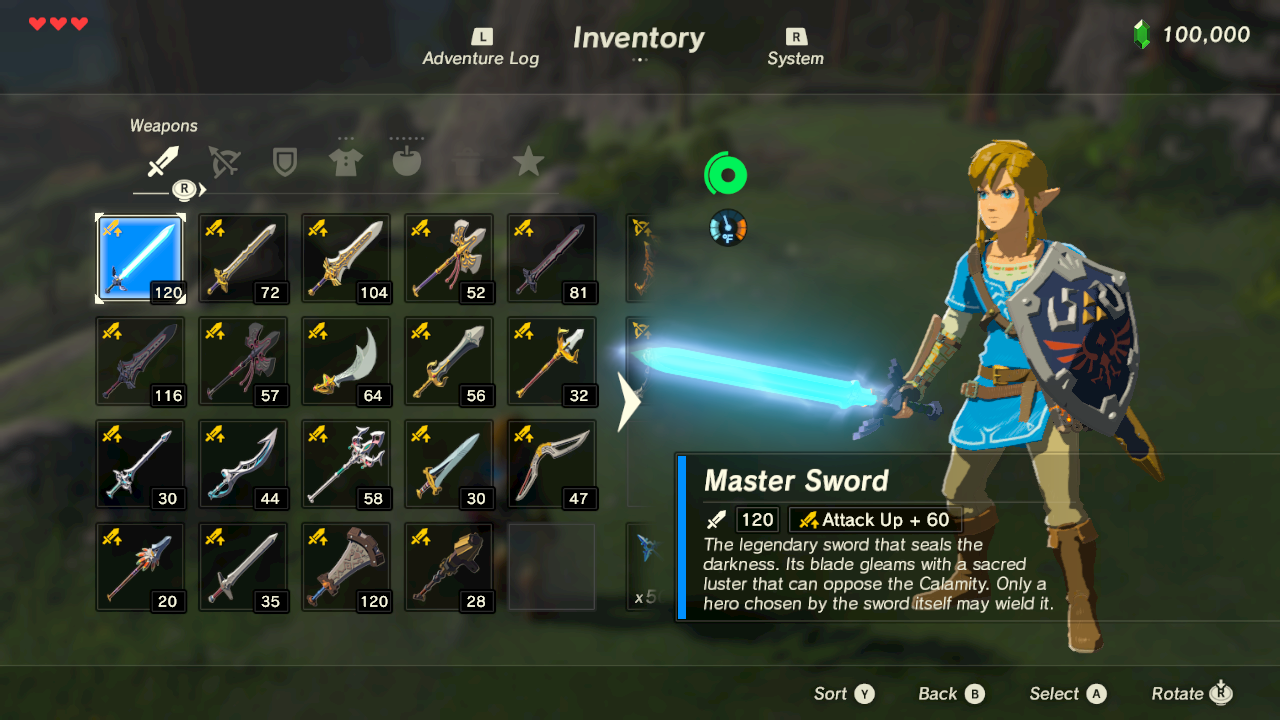 L
Inventory
R
100,000
Adventure Log
System
Weapons
R
°F
120
72
104
52
81
116
57
64
56
32
30
44
58
30
47
20
35
120
28
x5
Master Sword
120
Attack Up + 60
The legendary sword that seals the
darkness. Its blade gleams with a sacred
luster that can oppose the Calamity. Only a
hero chosen by the sword itself may wield it.
Sort Y
Back B
Select A
Rotate R